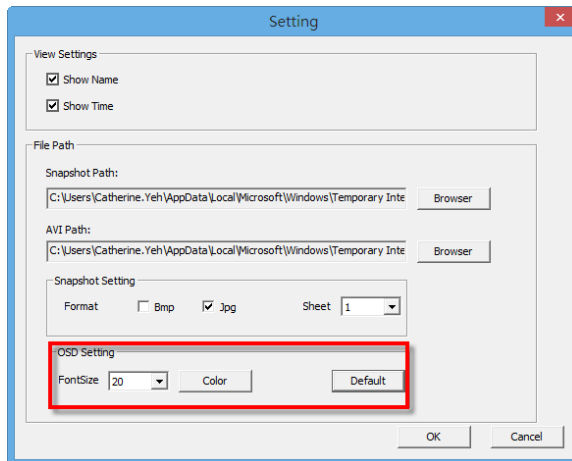 Setting
View Settings
Show Name
Show Time
File Path
Snapshot Path:
C:\Users\Catherine.Yeh\AppData\Local\Microsoft\Windows\Temporary Inte Browser
AVI Path:
C:\Users\Catherine.Yeh\AppData\Local\Microsoft\Windows\Temporary Inte Browser
Snapshot Setting
Format Bmp Jpg Sheet 1
OSD Setting
FontSize 20 Color Default
OK Cancel